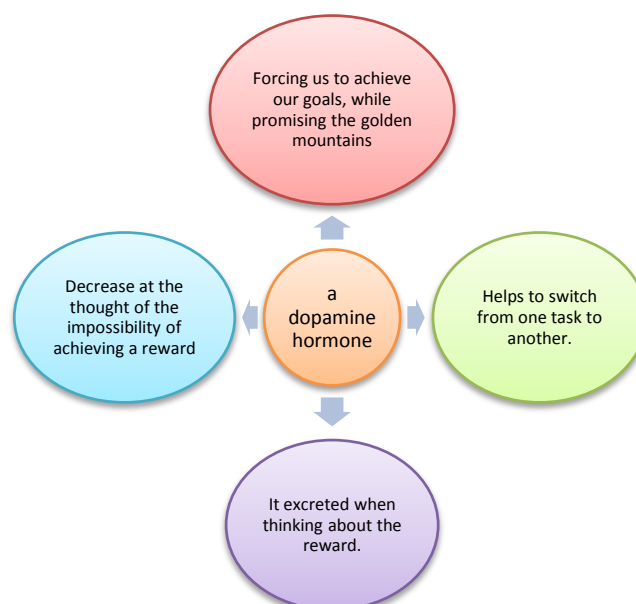 Forcing us to achieve
our goals, while
promising the golden
mountains
Decrease at the
thought of the
impossibility of
achieving a reward
a
dopamine
hormone
Helps to switch
from one task to
another.
It excreted when
thinking about the
reward.